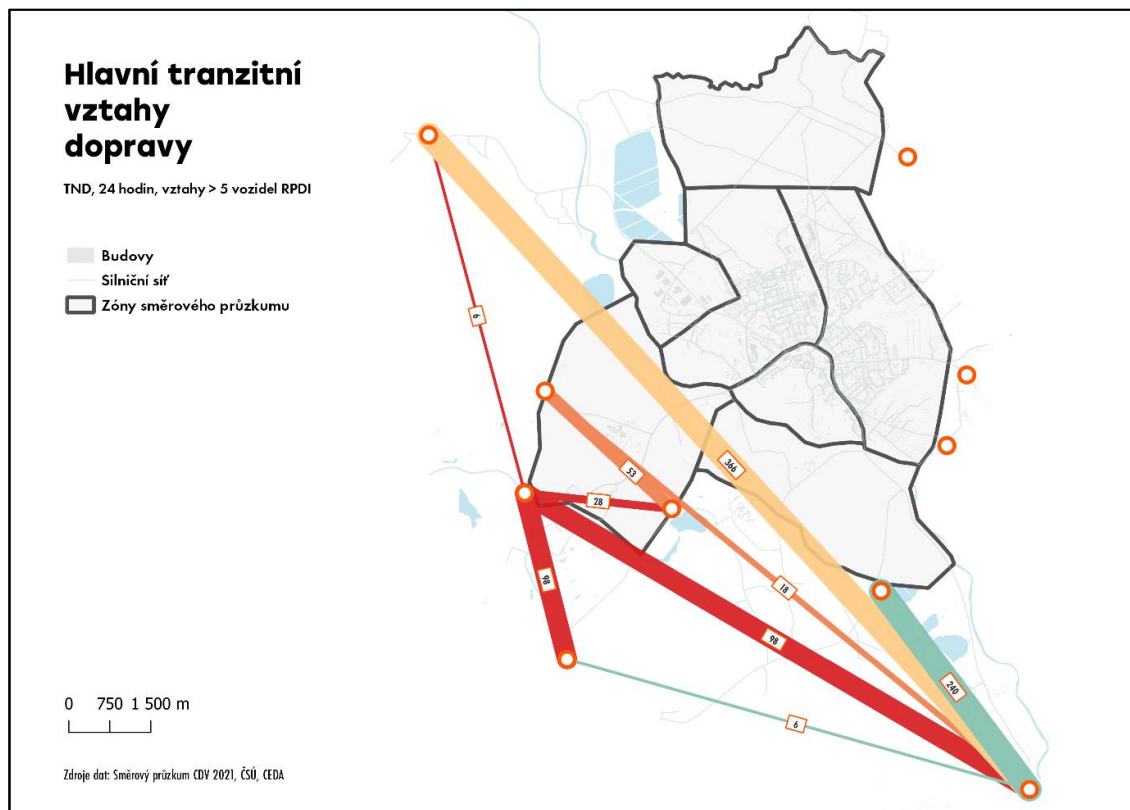 Hlavní tranzitní
vztahy
dopravy
TND, 24 hodin, vztahy > 5 vozidel RPDI
Budovy
Silniční síť
Zóny směrového průzkumu
6
366
53
28
98
18
98
240
6
0 750 1 500 m
Zdroje dat: Směrový průzkum CDV 2021, ČSÚ, CEDA